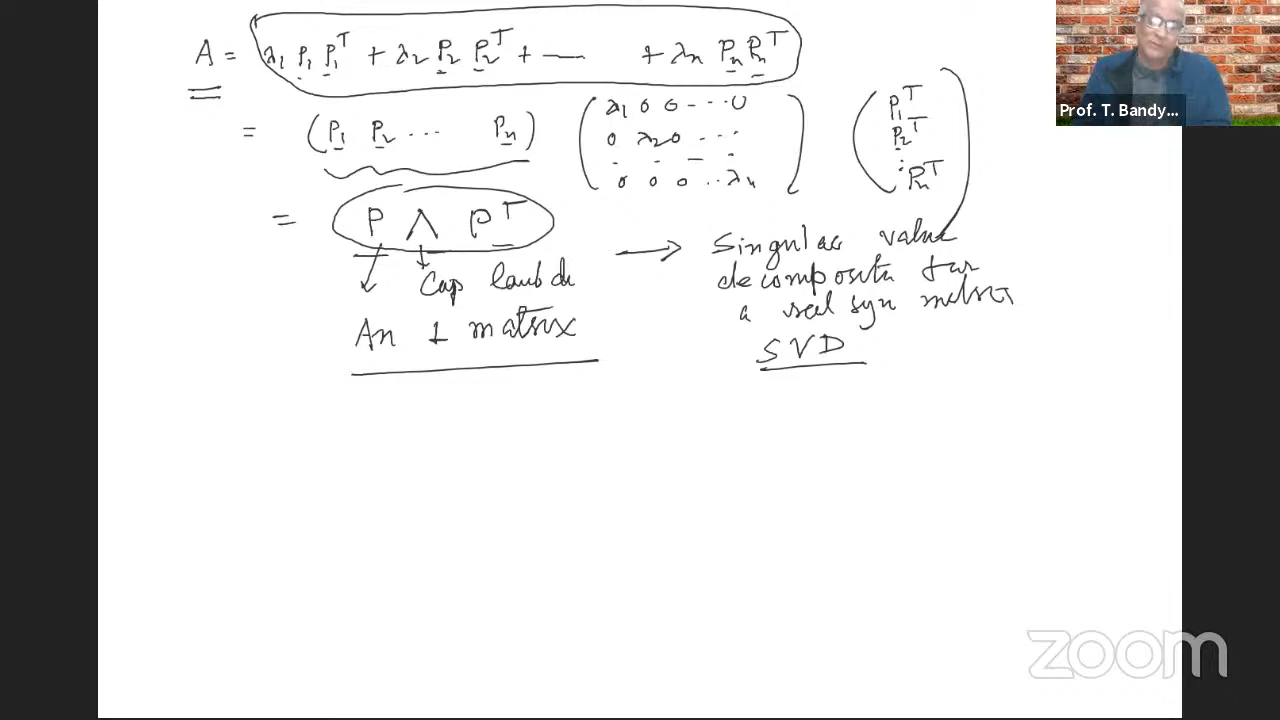 A = λ₁ P₁ P₁ᵀ + λ₂ P₂ P₂ᵀ + --- + λn Pn Pnᵀ
= (P₁ P₂ ... Pn) (λ₁ 0 0 --- 0 (P₁ᵀ
0 λ₂ 0 --- P₂ᵀ
0 0 0 .. λn) : Pnᵀ)
= P Λ Pᵀ → Singular value
Cap lambda decompositn for
An ⊥ matrix a real sym matrix
SVD
Prof. T. Bandy...
zoom